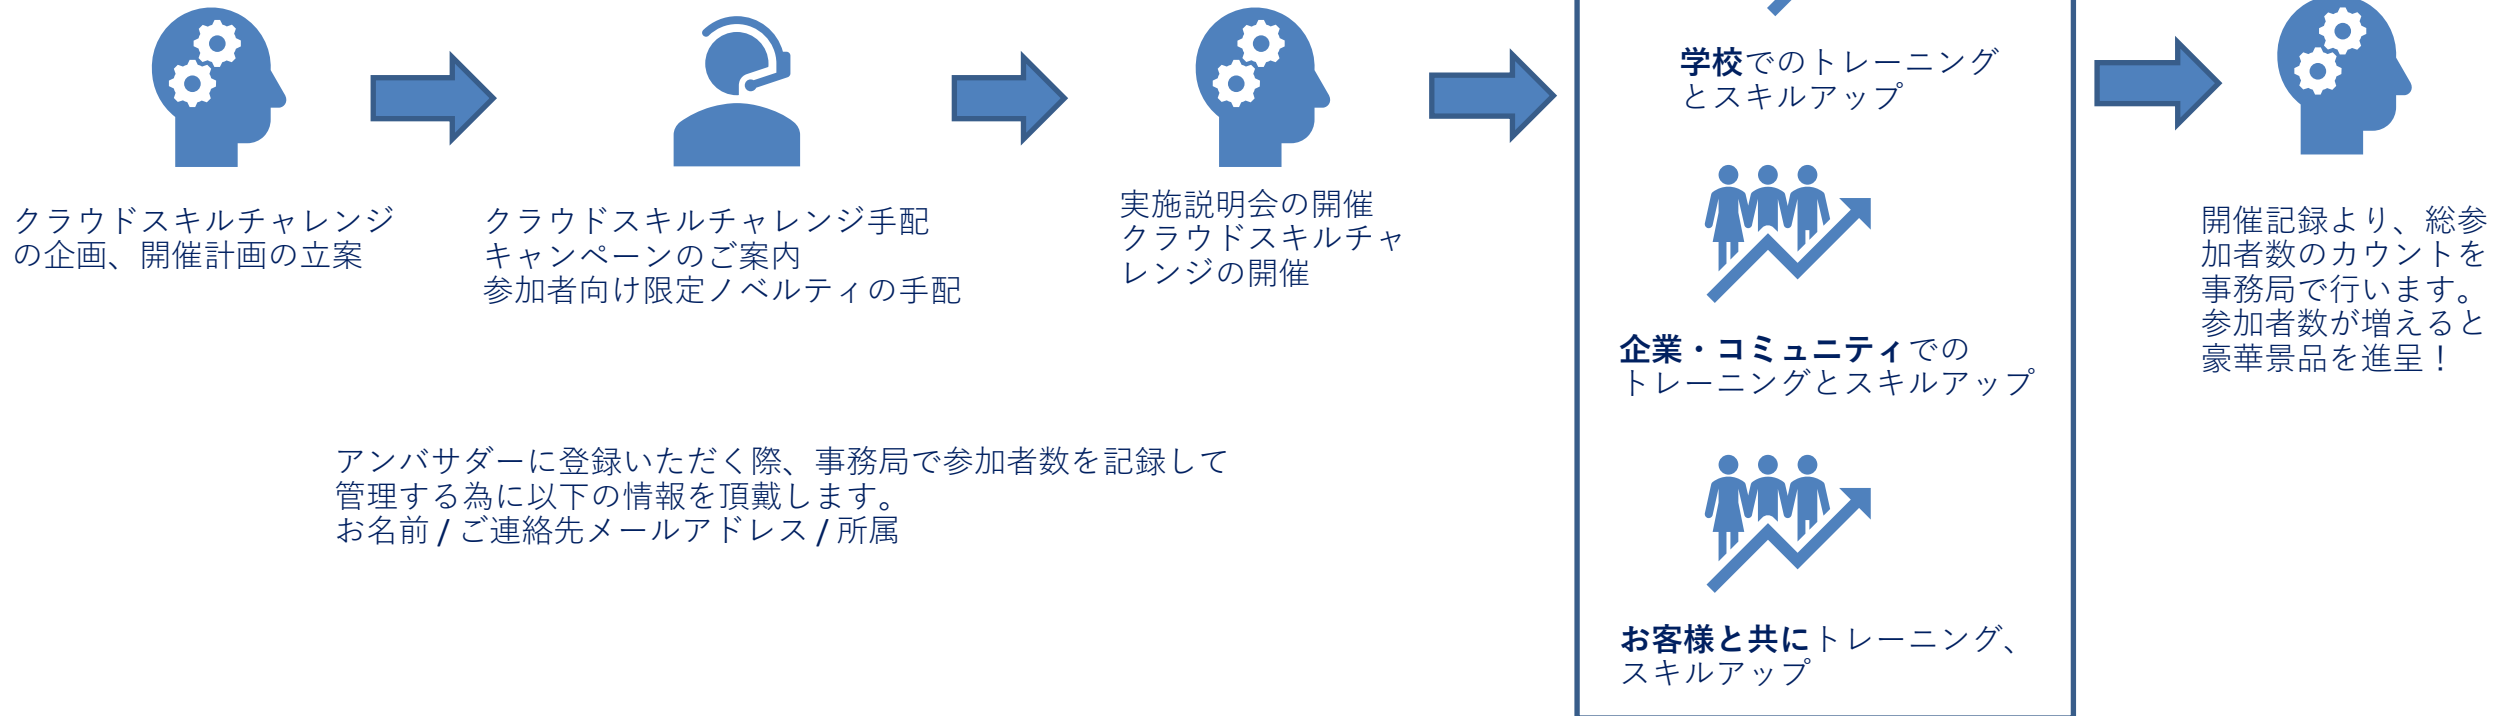 クラウドスキルチャレンジ
の企画、開催計画の立案
クラウドスキルチャレンジ手配
キャンペーンのご案内
参加者向け限定ノベルティの手配
実施説明会の開催
クラウドスキルチャ
レンジの開催
学校でのトレーニング
とスキルアップ
企業・コミュニティでの
トレーニングとスキルアップ
お客様と共にトレーニング、
スキルアップ
開催記録より、総参
加者数のカウントを
事務局で行います。
参加者数が増えると
豪華景品を進呈！
アンバサダーに登録いただく際、事務局で参加者数を記録して
管理する為に以下の情報を頂戴します。
お名前 / ご連絡先メールアドレス / 所属